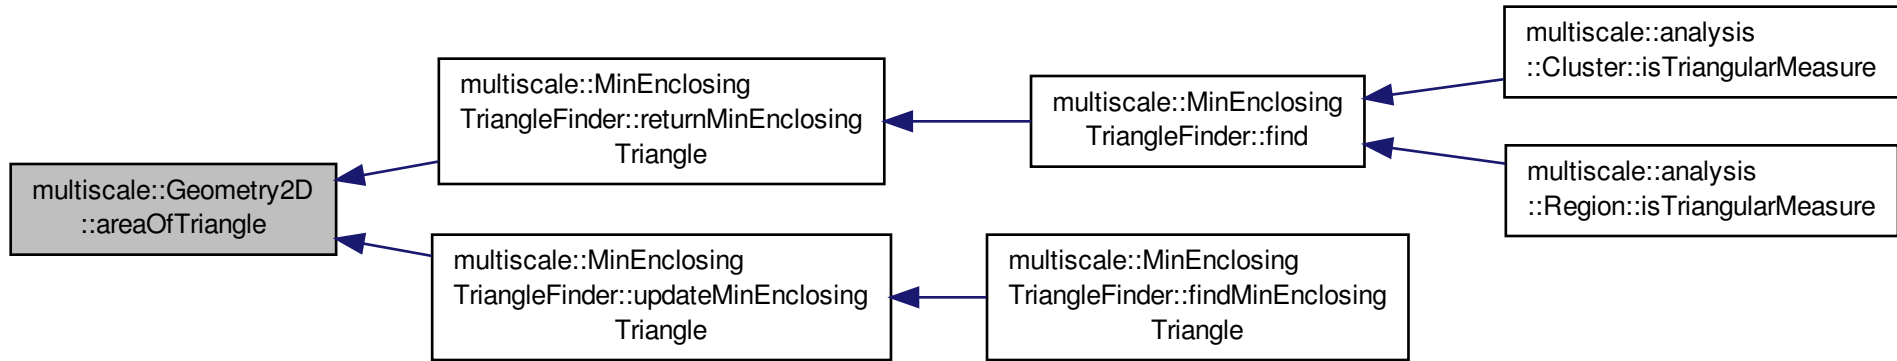 multiscale::Geometry2D
::areaOfTriangle
multiscale::MinEnclosing
TriangleFinder::returnMinEnclosing
Triangle
multiscale::MinEnclosing
TriangleFinder::updateMinEnclosing
Triangle
multiscale::MinEnclosing
TriangleFinder::find
multiscale::MinEnclosing
TriangleFinder::findMinEnclosing
Triangle
multiscale::analysis
::Cluster::isTriangularMeasure
multiscale::analysis
::Region::isTriangularMeasure